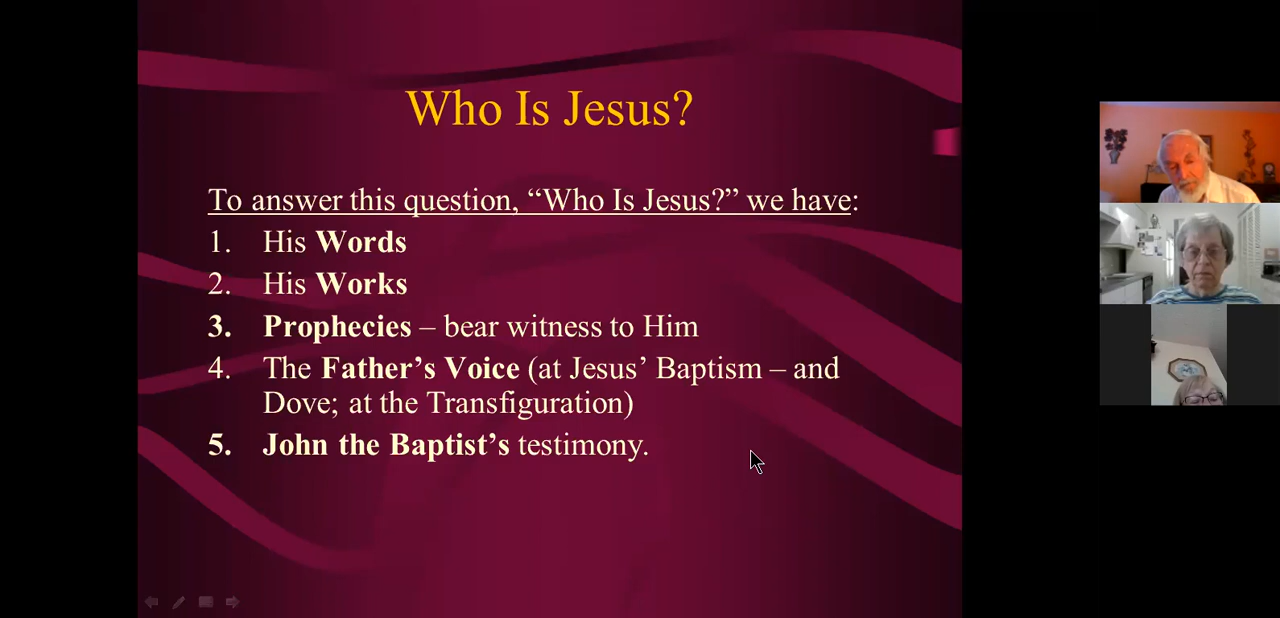 Who Is Jesus?
To answer this question, “Who Is Jesus?” we have:
1. His Words
2. His Works
3. Prophecies – bear witness to Him
4. The Father’s Voice (at Jesus’ Baptism – and
Dove; at the Transfiguration)
5. John the Baptist’s testimony.